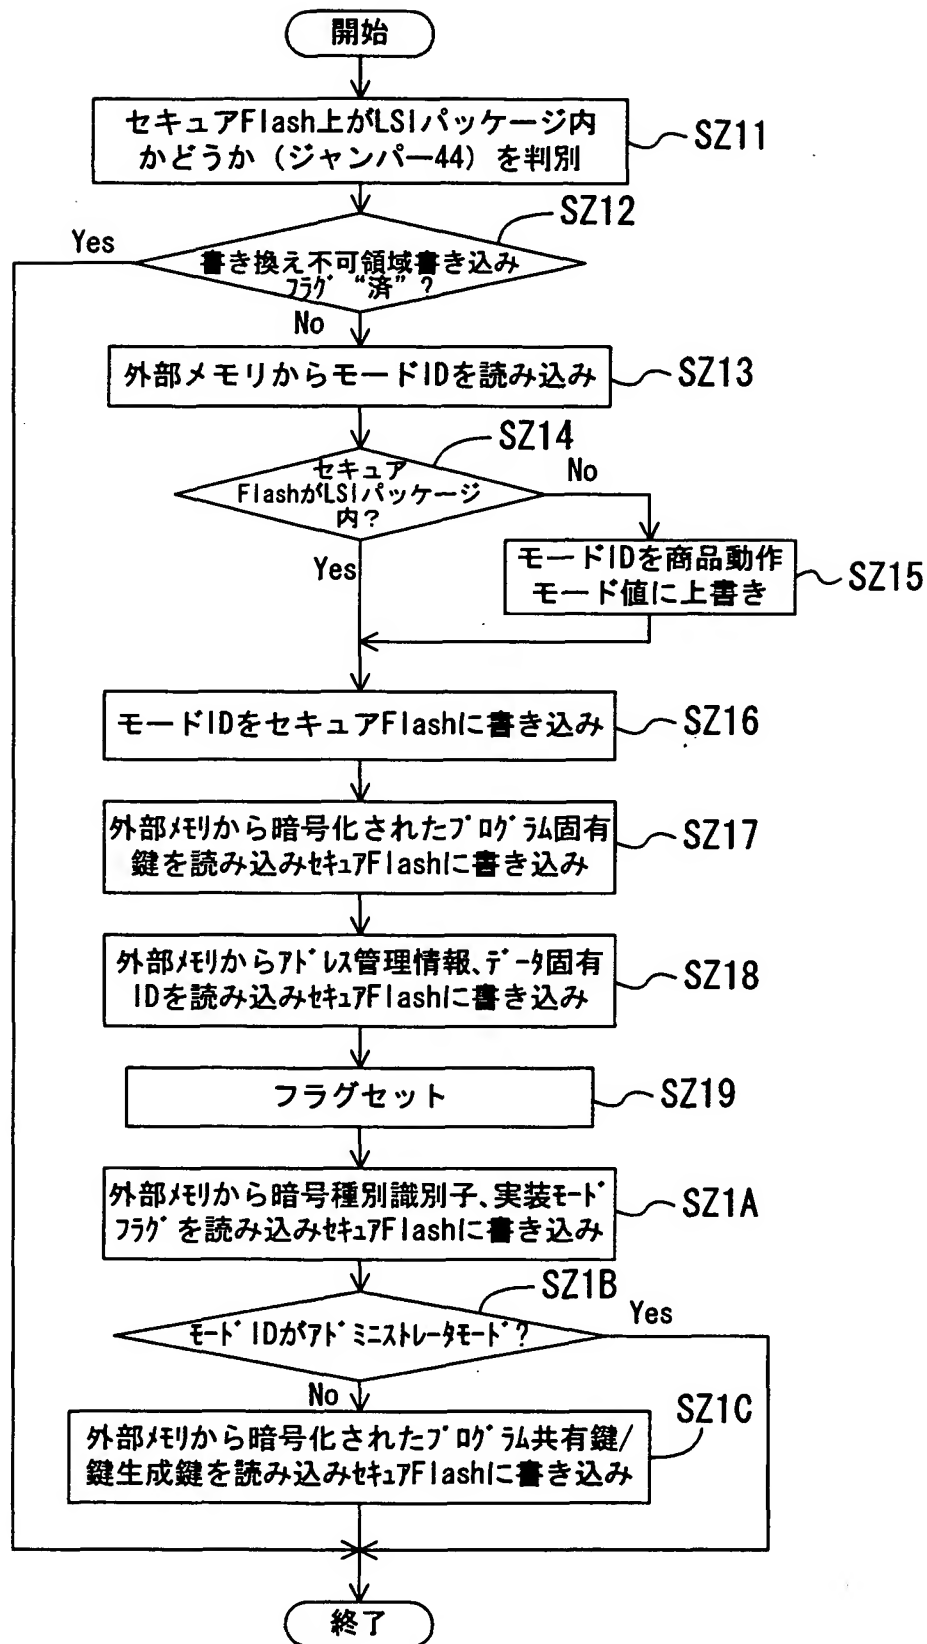 開始
セキュアFlash上がLSIパッケージ内
かどうか（ジャンパー44）を判別
SZ11
SZ12
Yes
書き換え不可領域書き込み
ﾌﾗｸﾞ “済”？
No
外部メモリからモードIDを読み込み
SZ13
SZ14
セキュア
FlashがLSIパッケージ
内？
No
Yes
モードIDを商品動作
モード値に上書き
SZ15
モードIDをセキュアFlashに書き込み
SZ16
外部ﾒﾓﾘから暗号化されたﾌﾟﾛｸﾞﾗﾑ固有
鍵を読み込みｾｷｭｱFlashに書き込み
SZ17
外部ﾒﾓﾘからｱﾄﾞﾚｽ管理情報､ﾃﾞｰﾀ固有
IDを読み込みｾｷｭｱFlashに書き込み
SZ18
フラグセット
SZ19
外部ﾒﾓﾘから暗号種別識別子､実装ﾓｰﾄﾞ
ﾌﾗｸﾞを読み込みｾｷｭｱFlashに書き込み
SZ1A
SZ1B
ﾓｰﾄﾞIDがｱﾄﾞﾐﾆｽﾄﾚｰﾀﾓｰﾄﾞ？
Yes
No
SZ1C
外部ﾒﾓﾘから暗号化されたﾌﾟﾛｸﾞﾗﾑ共有鍵/
鍵生成鍵を読み込みｾｷｭｱFlashに書き込み
終了